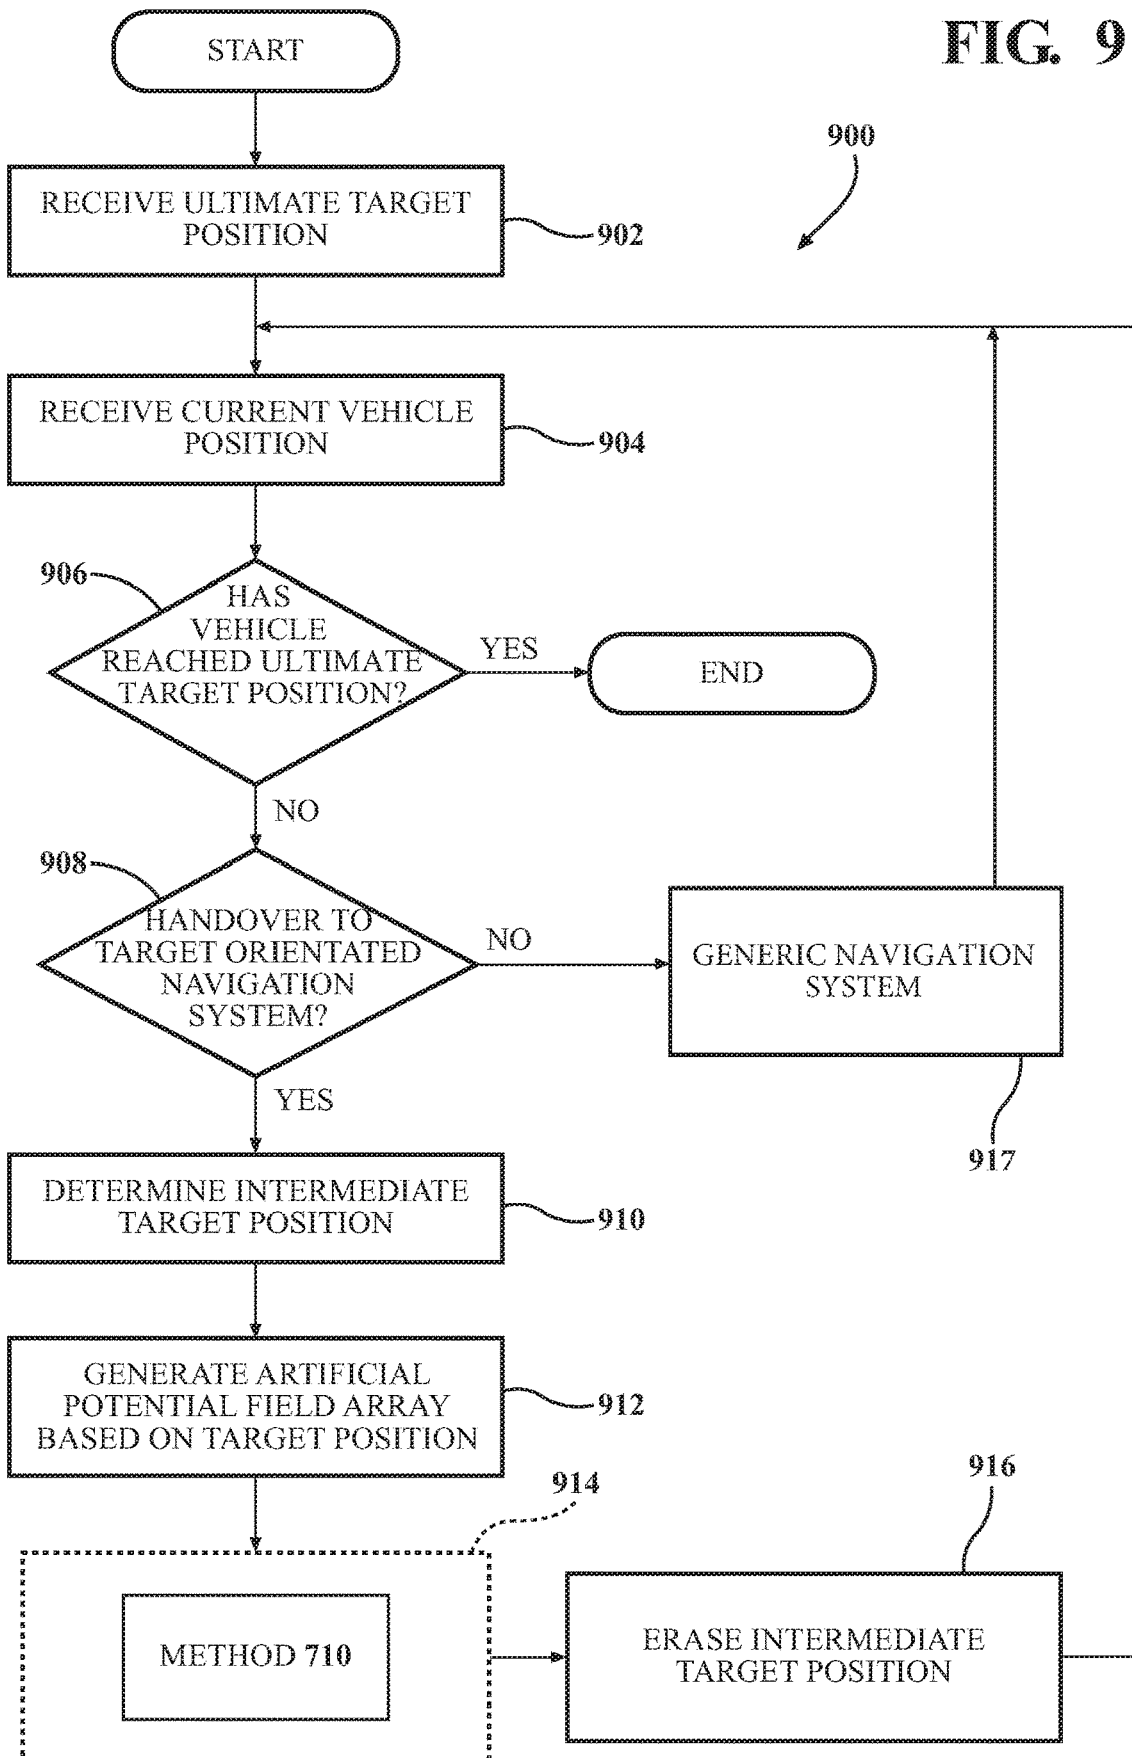 START
FIG. 9
900
RECEIVE ULTIMATE TARGET
POSITION
902
RECEIVE CURRENT VEHICLE
POSITION
904
906
HAS
VEHICLE
REACHED ULTIMATE
TARGET POSITION?
YES
END
NO
908
HANDOVER TO
TARGET ORIENTATED
NAVIGATION
SYSTEM?
NO
GENERIC NAVIGATION
SYSTEM
917
YES
DETERMINE INTERMEDIATE
TARGET POSITION
910
GENERATE ARTIFICIAL
POTENTIAL FIELD ARRAY
BASED ON TARGET POSITION
912
914
METHOD 710
916
ERASE INTERMEDIATE
TARGET POSITION